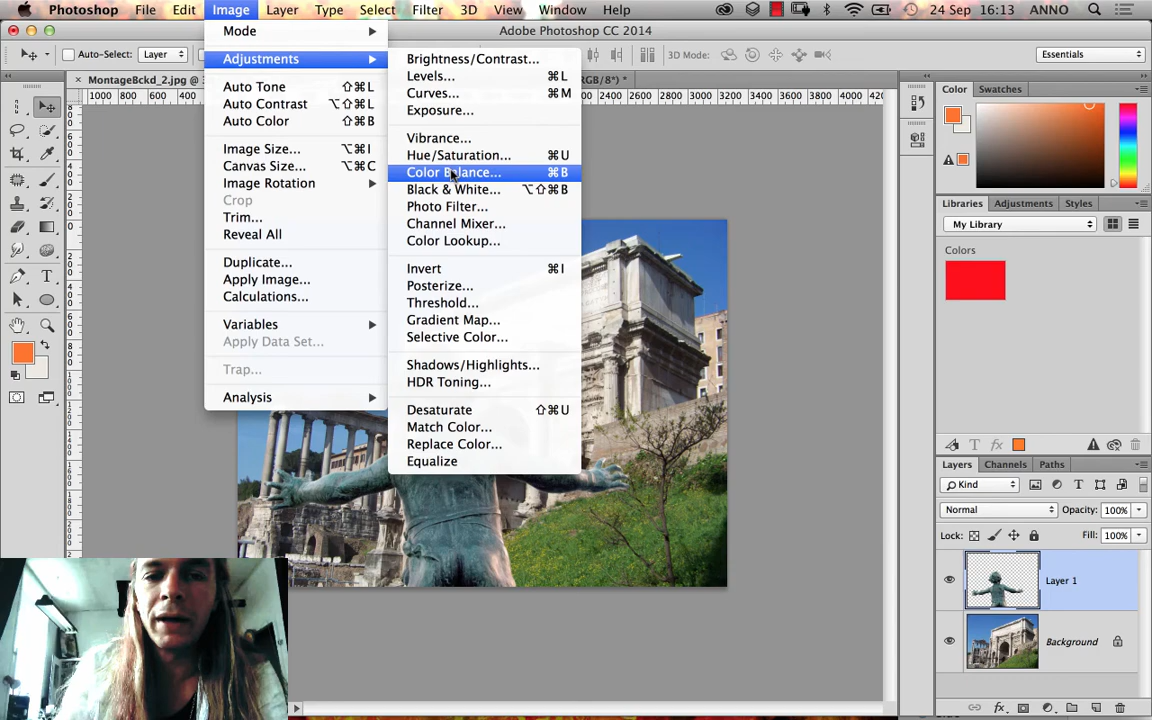 Photoshop File Edit Image Layer Type Select Filter 3D View Window Help 24 Sep 16:13 ANNO
Adobe Photoshop CC 2014
Auto-Select: Layer 3D Mode: Essentials
MontageBckd_2.jpg @ RGB/8*) *
Mode
Adjustments
Auto Tone ⇧⌘L
Auto Contrast ⌥⇧⌘L
Auto Color ⇧⌘B
Image Size... ⌥⌘I
Canvas Size... ⌥⌘C
Image Rotation
Crop
Trim...
Reveal All
Duplicate...
Apply Image...
Calculations...
Variables
Apply Data Set...
Trap...
Analysis
Brightness/Contrast...
Levels... ⌘L
Curves... ⌘M
Exposure...
Vibrance...
Hue/Saturation... ⌘U
Color Balance... ⌘B
Black & White... ⌥⇧⌘B
Photo Filter...
Channel Mixer...
Color Lookup...
Invert ⌘I
Posterize...
Threshold...
Gradient Map...
Selective Color...
Shadows/Highlights...
HDR Toning...
Desaturate ⇧⌘U
Match Color...
Replace Color...
Equalize
1000 800 600 400 200
2400 2600 2800 3000 3200 3400 3600 3800
Color Swatches
Libraries Adjustments Styles
My Library
Colors
Layers Channels Paths
Kind
Normal Opacity: 100%
Lock: Fill: 100%
Layer 1
Background